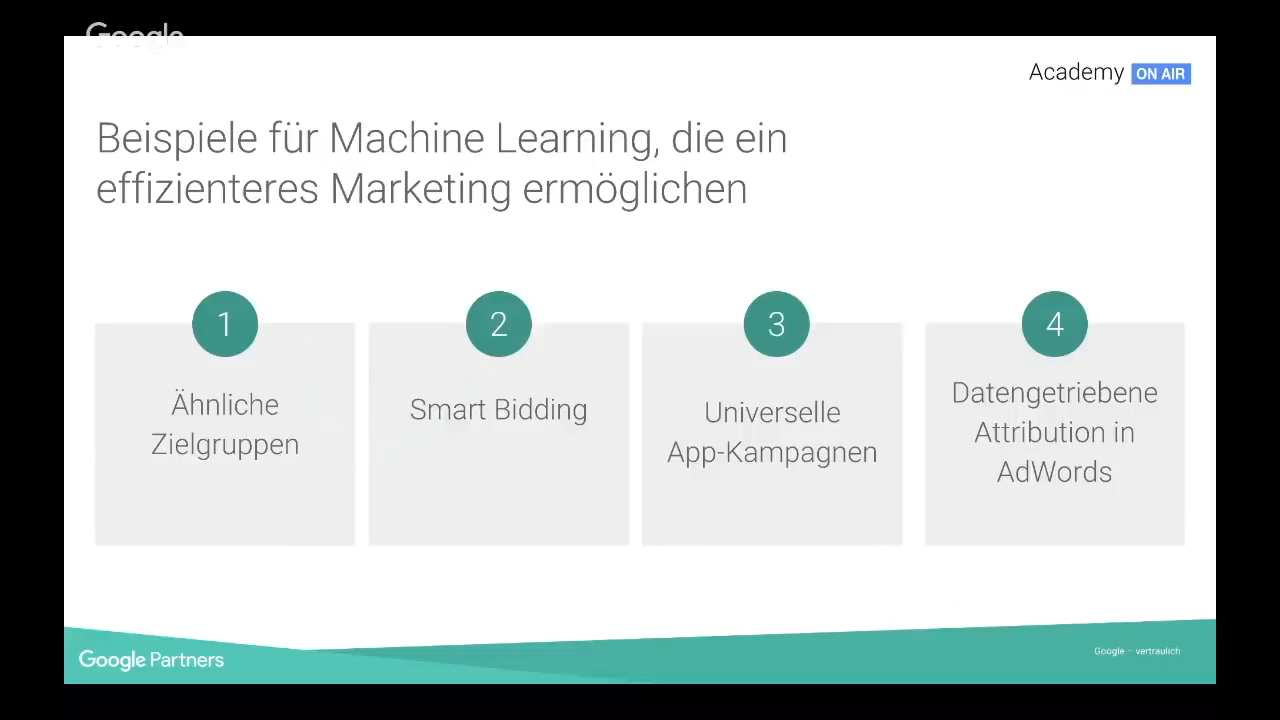 Google
Academy ON AIR
Beispiele für Machine Learning, die ein
effizienteres Marketing ermöglichen
1
Ähnliche
Zielgruppen
2
Smart Bidding
3
Universelle
App-Kampagnen
4
Datengetriebene
Attribution in
AdWords
Google Partners
Google – vertraulich